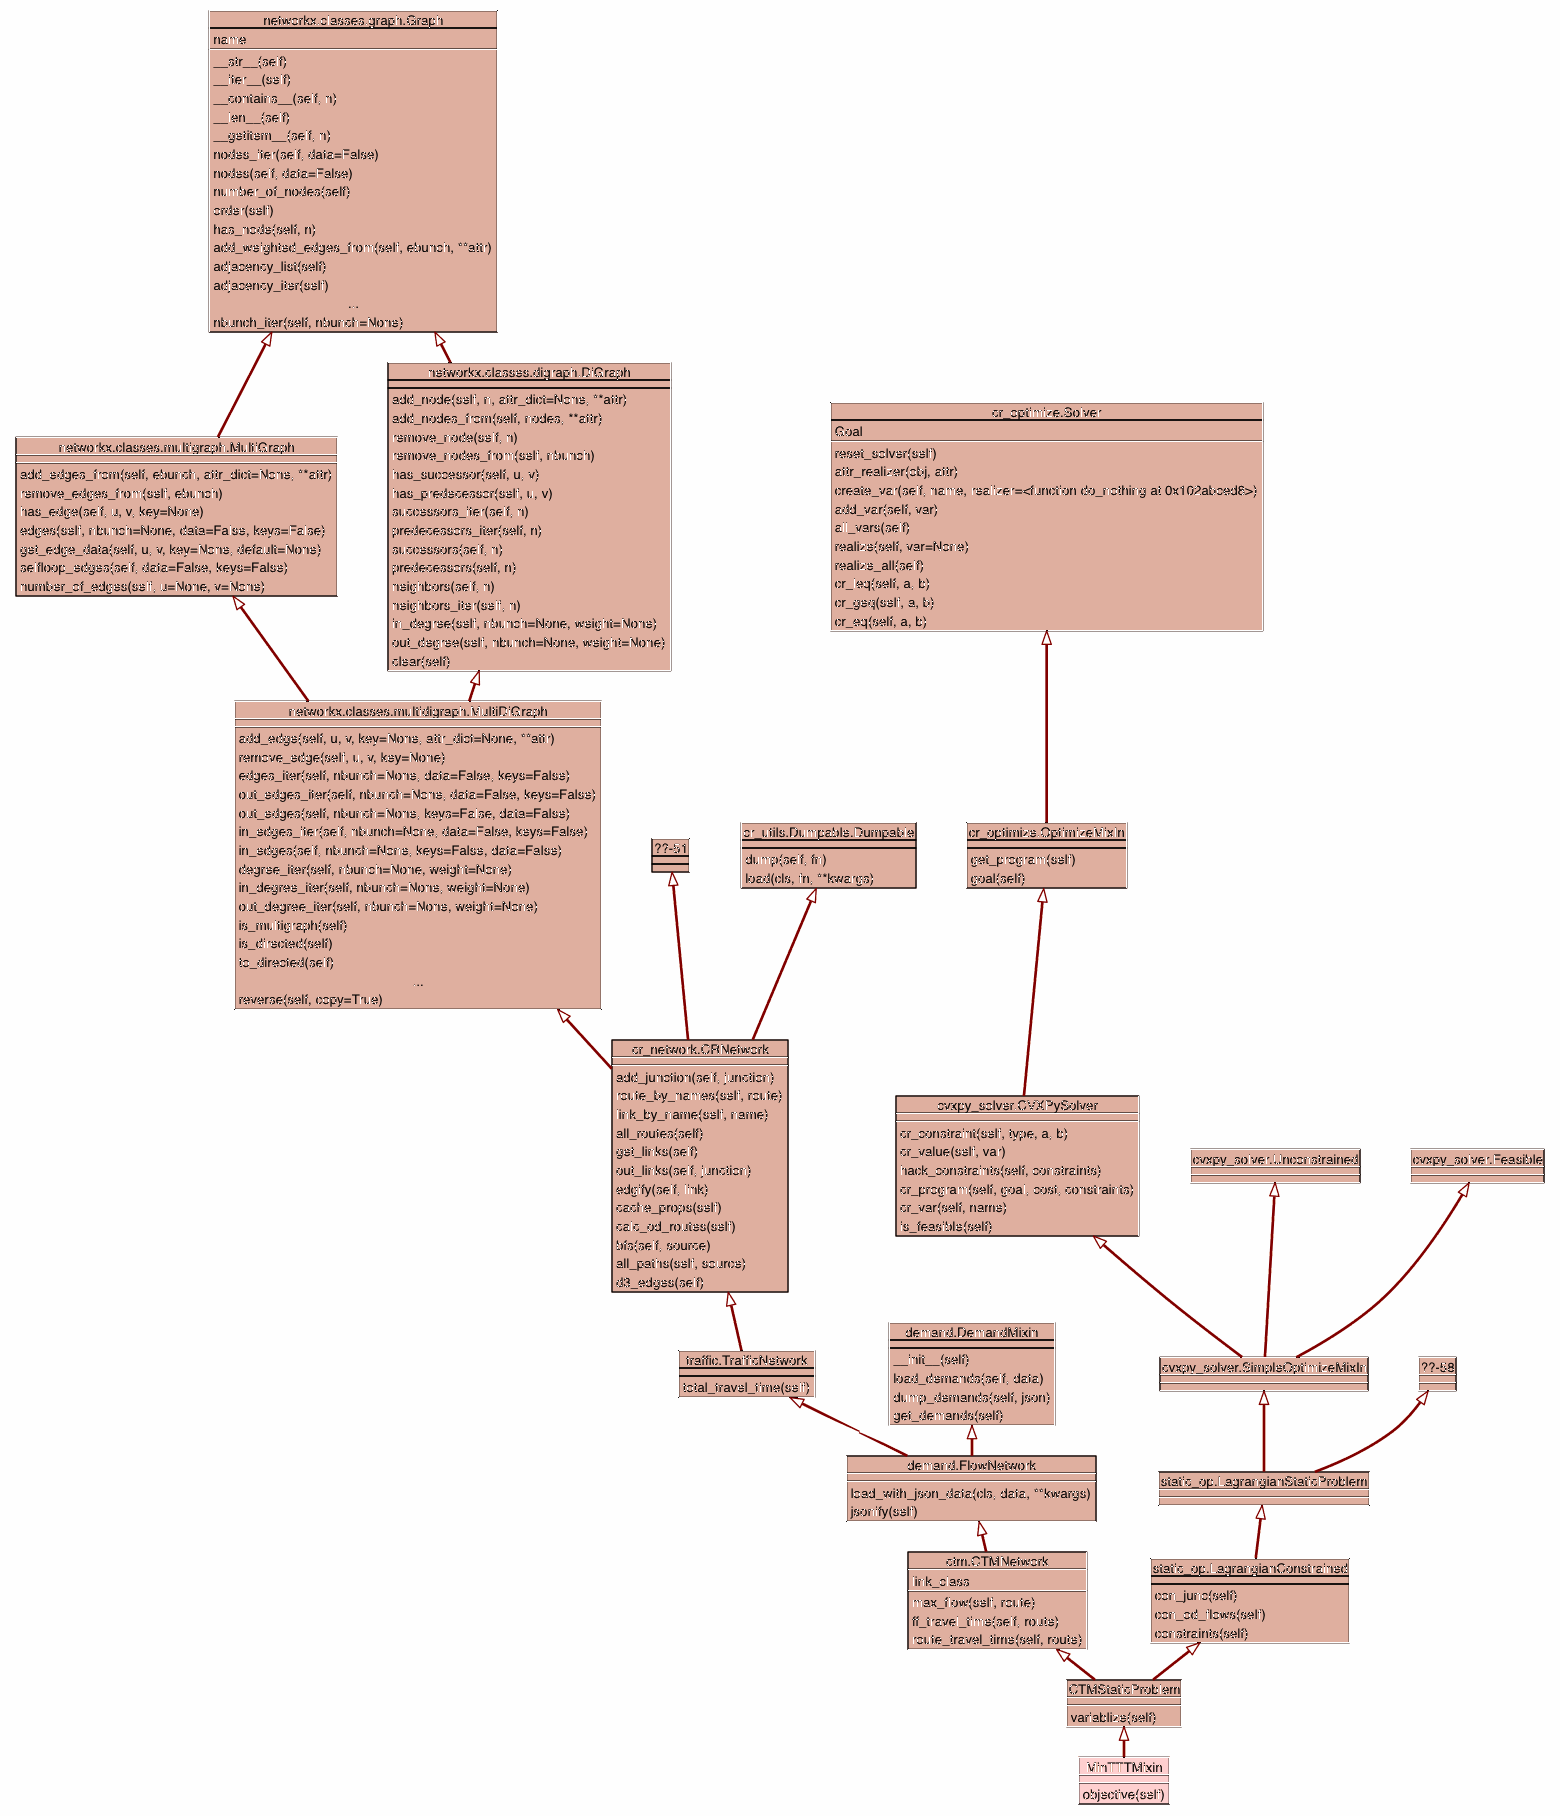 networkx.classes.graph.Graph
name
__str__(self)
__iter__(self)
__contains__(self, n)
__len__(self)
__getitem__(self, n)
nodes_iter(self, data=False)
nodes(self, data=False)
number_of_nodes(self)
order(self)
has_node(self, n)
add_weighted_edges_from(self, ebunch, **attr)
adjacency_list(self)
adjacency_iter(self)
...
nbunch_iter(self, nbunch=None)
networkx.classes.digraph.DiGraph
add_node(self, n, attr_dict=None, **attr)
add_nodes_from(self, nodes, **attr)
remove_node(self, n)
remove_nodes_from(self, nbunch)
has_successor(self, u, v)
has_predecessor(self, u, v)
successors_iter(self, n)
predecessors_iter(self, n)
successors(self, n)
predecessors(self, n)
neighbors(self, n)
neighbors_iter(self, n)
in_degree(self, nbunch=None, weight=None)
out_degree(self, nbunch=None, weight=None)
clear(self)
networkx.classes.multigraph.MultiGraph
add_edges_from(self, ebunch, attr_dict=None, **attr)
remove_edges_from(self, ebunch)
has_edge(self, u, v, key=None)
edges(self, nbunch=None, data=False, keys=False)
get_edge_data(self, u, v, key=None, default=None)
selfloop_edges(self, data=False, keys=False)
number_of_edges(self, u=None, v=None)
cr_optimize.Solver
Goal
reset_solver(self)
attr_realizer(obj, attr)
create_var(self, name, realizer=<function do_nothing at 0x102abced8>)
add_var(self, var)
all_vars(self)
realize(self, var=None)
realize_all(self)
cr_leq(self, a, b)
cr_geq(self, a, b)
cr_eq(self, a, b)
networkx.classes.multidigraph.MultiDiGraph
add_edge(self, u, v, key=None, attr_dict=None, **attr)
remove_edge(self, u, v, key=None)
edges_iter(self, nbunch=None, data=False, keys=False)
out_edges_iter(self, nbunch=None, data=False, keys=False)
out_edges(self, nbunch=None, keys=False, data=False)
in_edges_iter(self, nbunch=None, data=False, keys=False)
in_edges(self, nbunch=None, keys=False, data=False)
degree_iter(self, nbunch=None, weight=None)
in_degree_iter(self, nbunch=None, weight=None)
out_degree_iter(self, nbunch=None, weight=None)
is_multigraph(self)
is_directed(self)
to_directed(self)
...
reverse(self, copy=True)
??-51
cr_utils.Dumpable.Dumpable
dump(self, fn)
load(cls, fn, **kwargs)
cr_optimize.OptimizeMixin
get_program(self)
goal(self)
cr_network.CRNetwork
add_junction(self, junction)
route_by_names(self, route)
link_by_name(self, name)
all_routes(self)
get_links(self)
out_links(self, junction)
edgify(self, link)
cache_props(self)
calc_od_routes(self)
bfs(self, source)
all_paths(self, source)
d3_edges(self)
cvxpy_solver.CVXPySolver
cr_constraint(self, type, a, b)
cr_value(self, var)
hack_constraints(self, constraints)
cr_program(self, goal, cost, constraints)
cr_var(self, name)
is_feasible(self)
cvxpy_solver.Unconstrained
cvxpy_solver.Feasible
traffic.TrafficNetwork
total_travel_time(self)
demand.DemandMixin
__init__(self)
load_demands(self, data)
dump_demands(self, json)
get_demands(self)
cvxpy_solver.SimpleOptimizeMixIn
??-58
demand.FlowNetwork
load_with_json_data(cls, data, **kwargs)
jsonify(self)
static_op.LagrangianStaticProblem
ctm.CTMNetwork
link_class
max_flow(self, route)
ff_travel_time(self, route)
route_travel_time(self, route)
static_op.LagrangianConstrained
con_junc(self)
con_od_flows(self)
constraints(self)
CTMStaticProblem
variablize(self)
MinTTTMixin
objective(self)